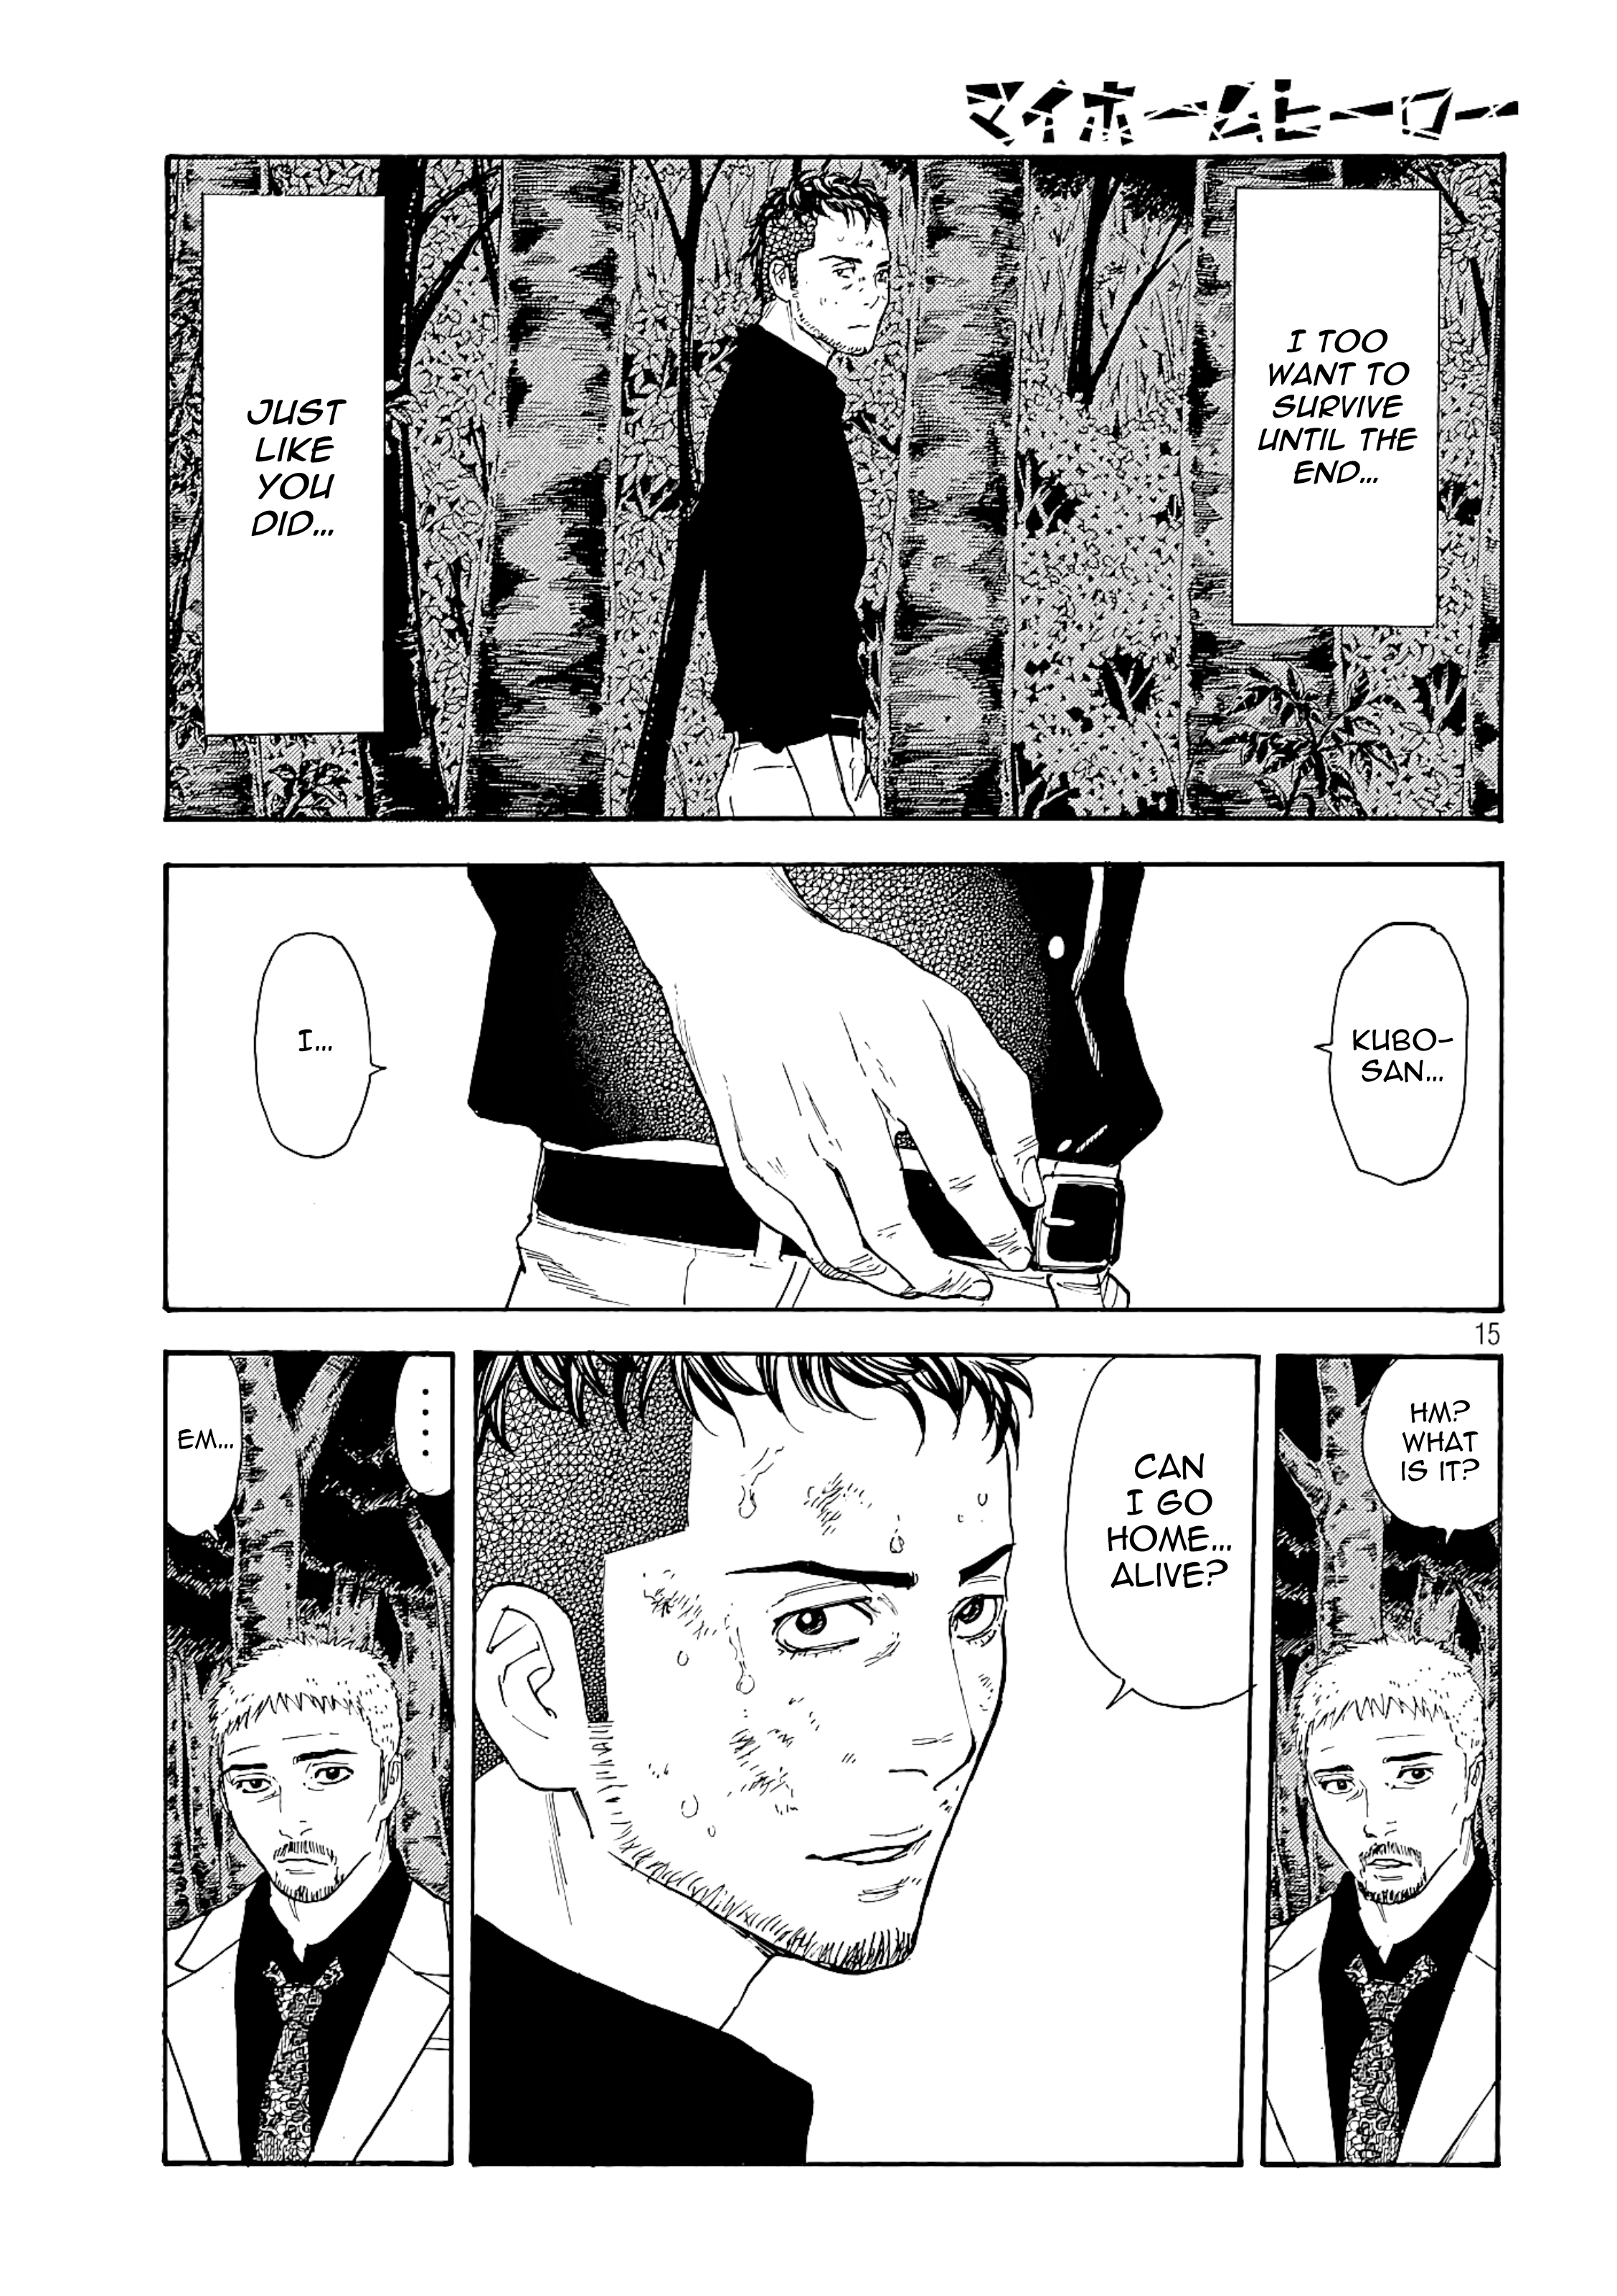 マイホームヒーロー
I TOO
WANT TO
SURVIVE
UNTIL THE
END...
JUST
LIKE
YOU
DID...
KUBO-
SAN...
I...
15
HM?
WHAT
IS IT?
CAN
I GO
HOME...
ALIVE?
.....
EM...